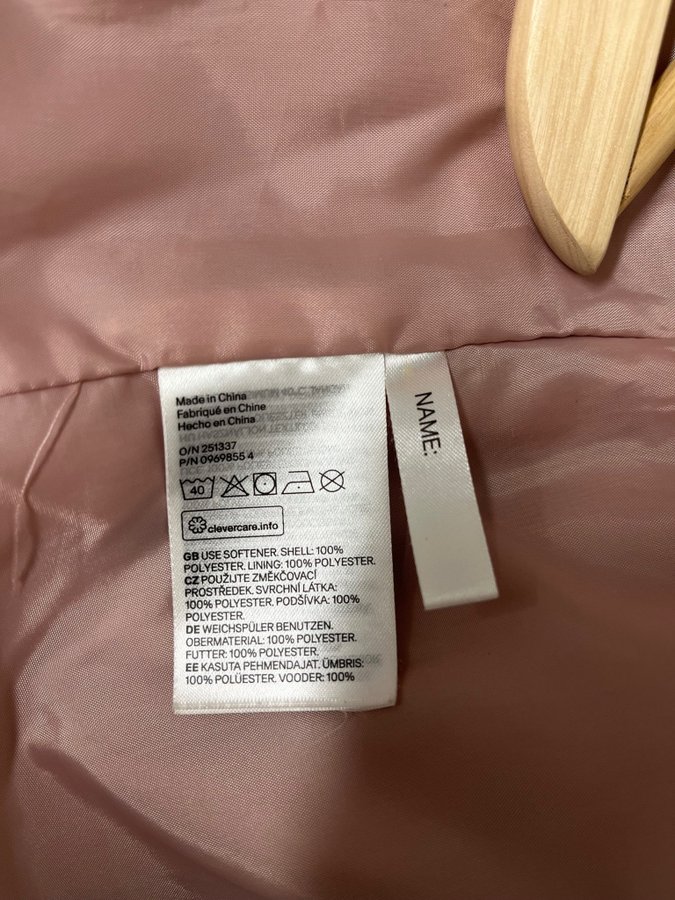 Made in China
Fabriqué en Chine
Hecho en China
O/N 251337
P/N 0969855 4
40
clevercare.info
GB USE SOFTENER. SHELL: 100%
POLYESTER. LINING: 100% POLYESTER.
CZ POUŽIJTE ZMĚKČOVACÍ
PROSTŘEDEK. SVRCHNÍ LÁTKA:
100% POLYESTER. PODŠÍVKA: 100%
POLYESTER.
DE WEICHSPÜLER BENUTZEN.
OBERMATERIAL: 100% POLYESTER.
FUTTER: 100% POLYESTER.
EE KASUTA PEHMENDAJAT. ÜMBRIS:
100% POLÜESTER. VOODER: 100%
NAME: